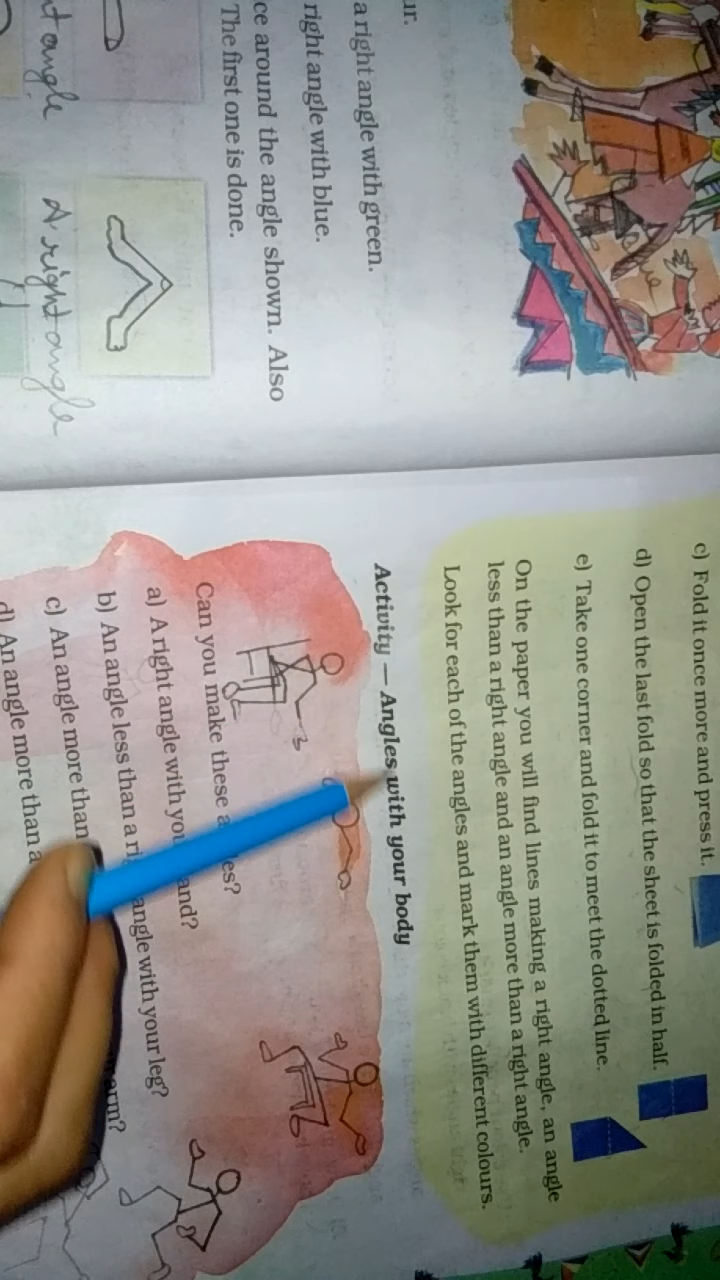 ur.
a right angle with green.
right angle with blue.
ce around the angle shown. Also
The first one is done.
angle
A right angle
c) Fold it once more and press it.
d) Open the last fold so that the sheet is folded in half.
e) Take one corner and fold it to meet the dotted line.
On the paper you will find lines making a right angle, an angle
less than a right angle and an angle more than a right angle.
Look for each of the angles and mark them with different colours.
Activity — Angles with your body
Can you make these
a) A right angle with and?
b) An angle less than a angle with your leg?
c) An angle more than arm?
d) An angle more than a